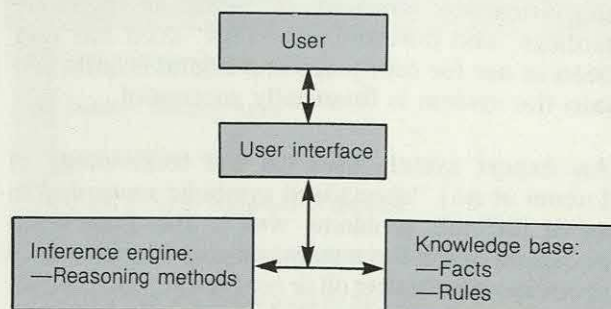 User
User interface
Inference engine:
—Reasoning methods
Knowledge base:
—Facts
—Rules